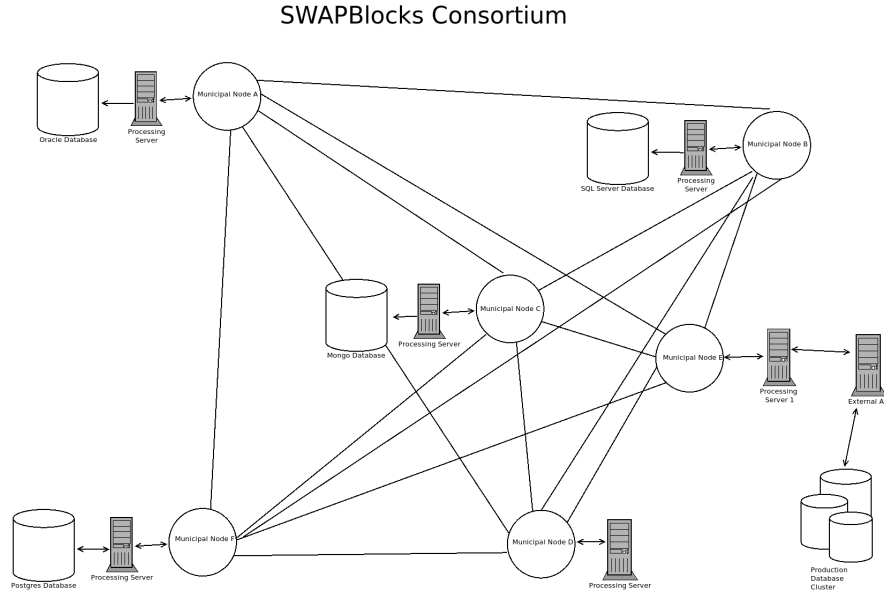 SWAPBlocks Consortium
Municipal Node A
Oracle Database
Processing
Server
Municipal Node B
SQL Server Database
Processing
Server
Municipal Node C
Processing Server
Mongo Database
Municipal Node E
Processing
Server 1
External A
Production
Database
Cluster
Municipal Node F
Processing Server
Postgres Database
Municipal Node D
Processing Server